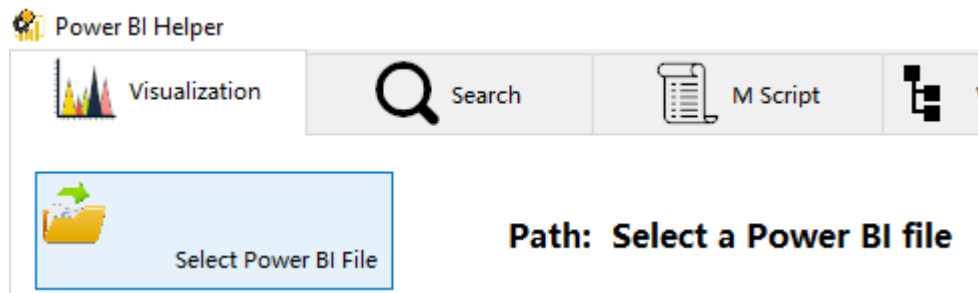 Power BI Helper
Visualization
Search
M Script
Select Power BI File
Path: Select a Power BI file